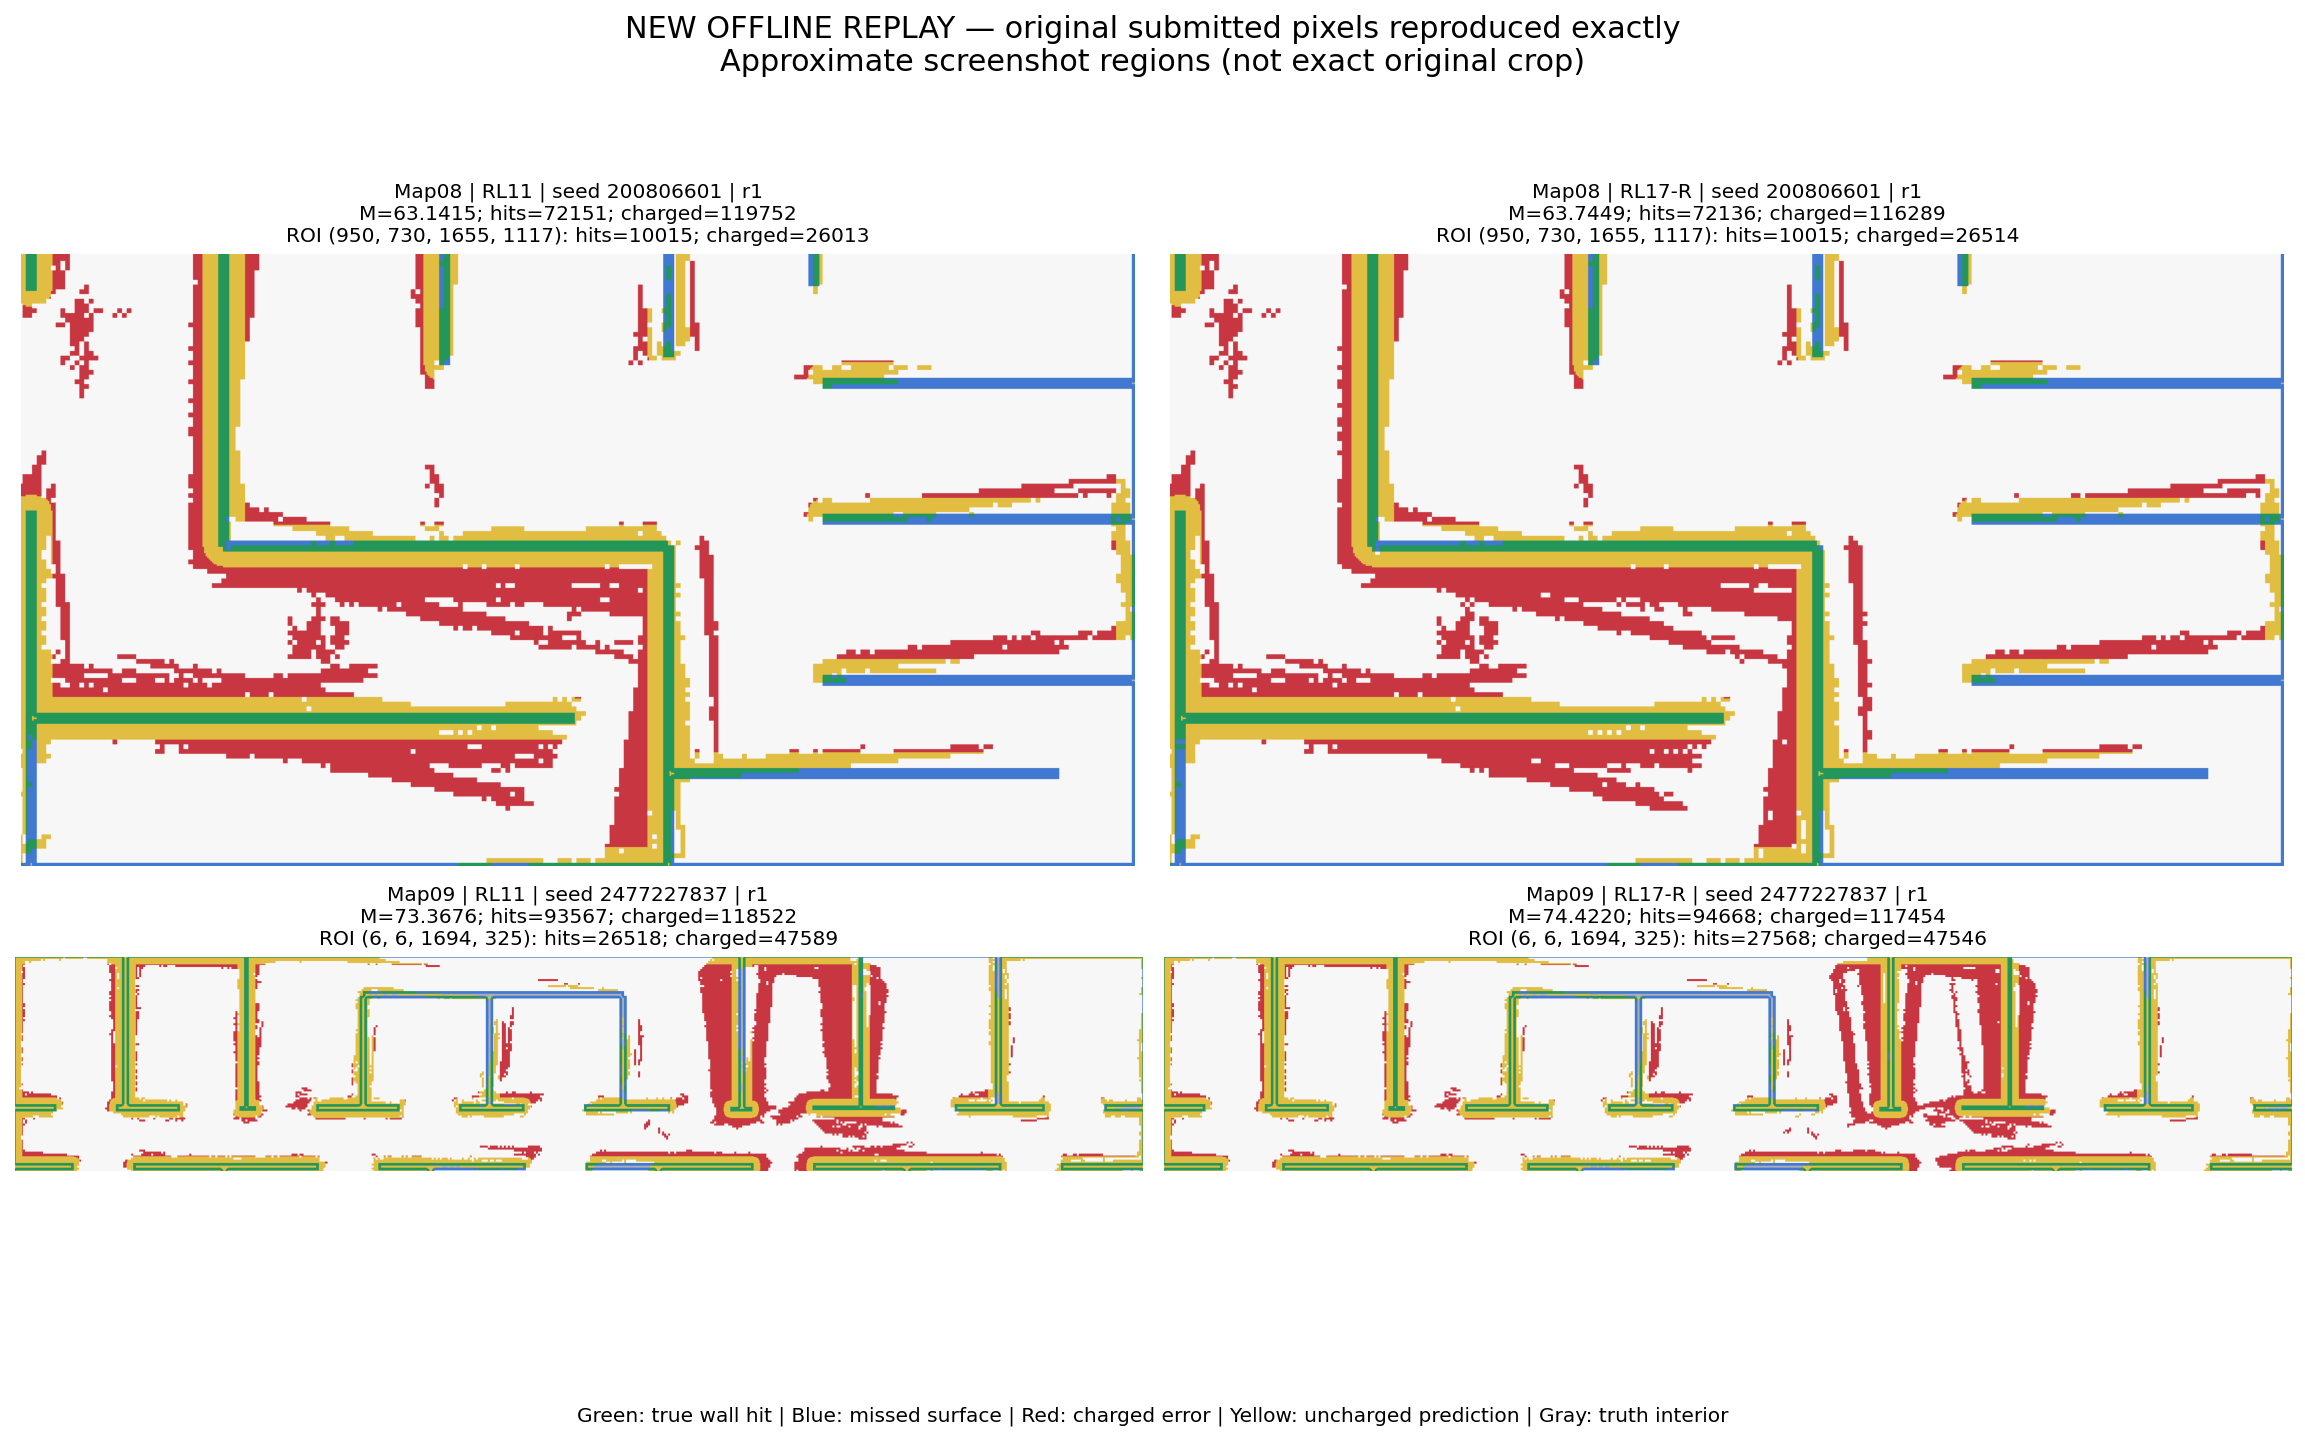 NEW OFFLINE REPLAY — original submitted pixels reproduced exactly
Approximate screenshot regions (not exact original crop)
Map08 | RL11 | seed 200806601 | r1
M=63.1415; hits=72151; charged=119752
ROI (950, 730, 1655, 1117): hits=10015; charged=26013
Map08 | RL17-R | seed 200806601 | r1
M=63.7449; hits=72136; charged=116289
ROI (950, 730, 1655, 1117): hits=10015; charged=26514
Map09 | RL11 | seed 2477227837 | r1
M=73.3676; hits=93567; charged=118522
ROI (6, 6, 1694, 325): hits=26518; charged=47589
Map09 | RL17-R | seed 2477227837 | r1
M=74.4220; hits=94668; charged=117454
ROI (6, 6, 1694, 325): hits=27568; charged=47546
Green: true wall hit | Blue: missed surface | Red: charged error | Yellow: uncharged prediction | Gray: truth interior